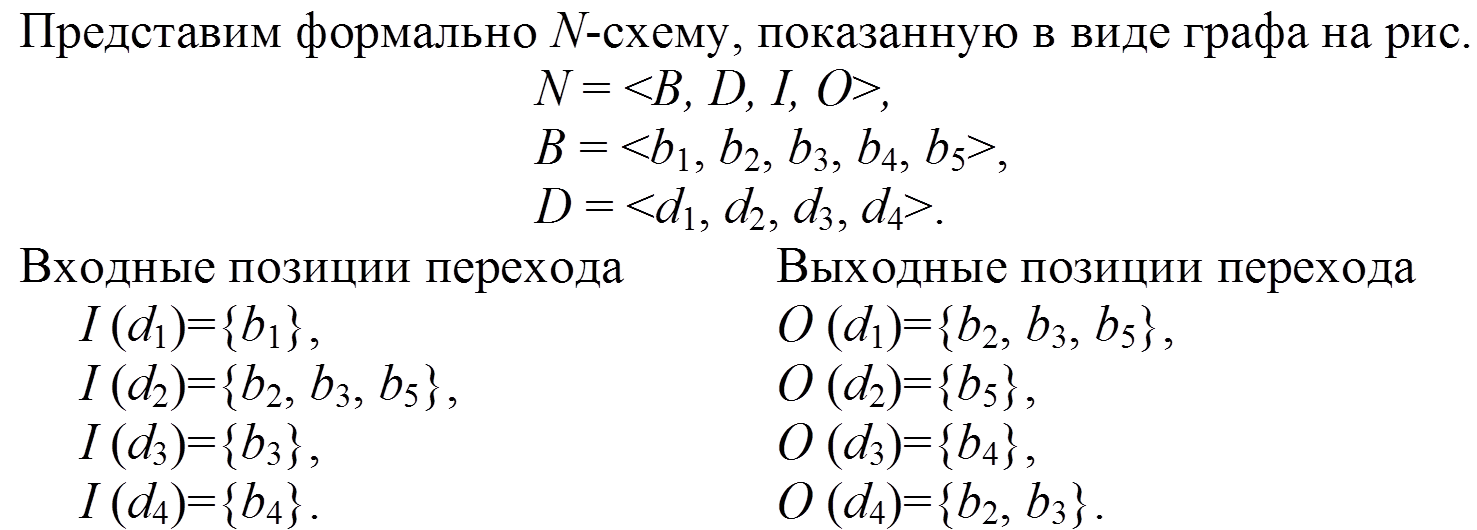 Представим формально N-схему, показанную в виде графа на рис.
N = <B, D, I, O>,
B = <b₁, b₂, b₃, b₄, b₅>,
D = <d₁, d₂, d₃, d₄>.
Входные позиции перехода Выходные позиции перехода
I (d₁)={b₁}, O (d₁)={b₂, b₃, b₅},
I (d₂)={b₂, b₃, b₅}, O (d₂)={b₅},
I (d₃)={b₃}, O (d₃)={b₄},
I (d₄)={b₄}. O (d₄)={b₂, b₃}.